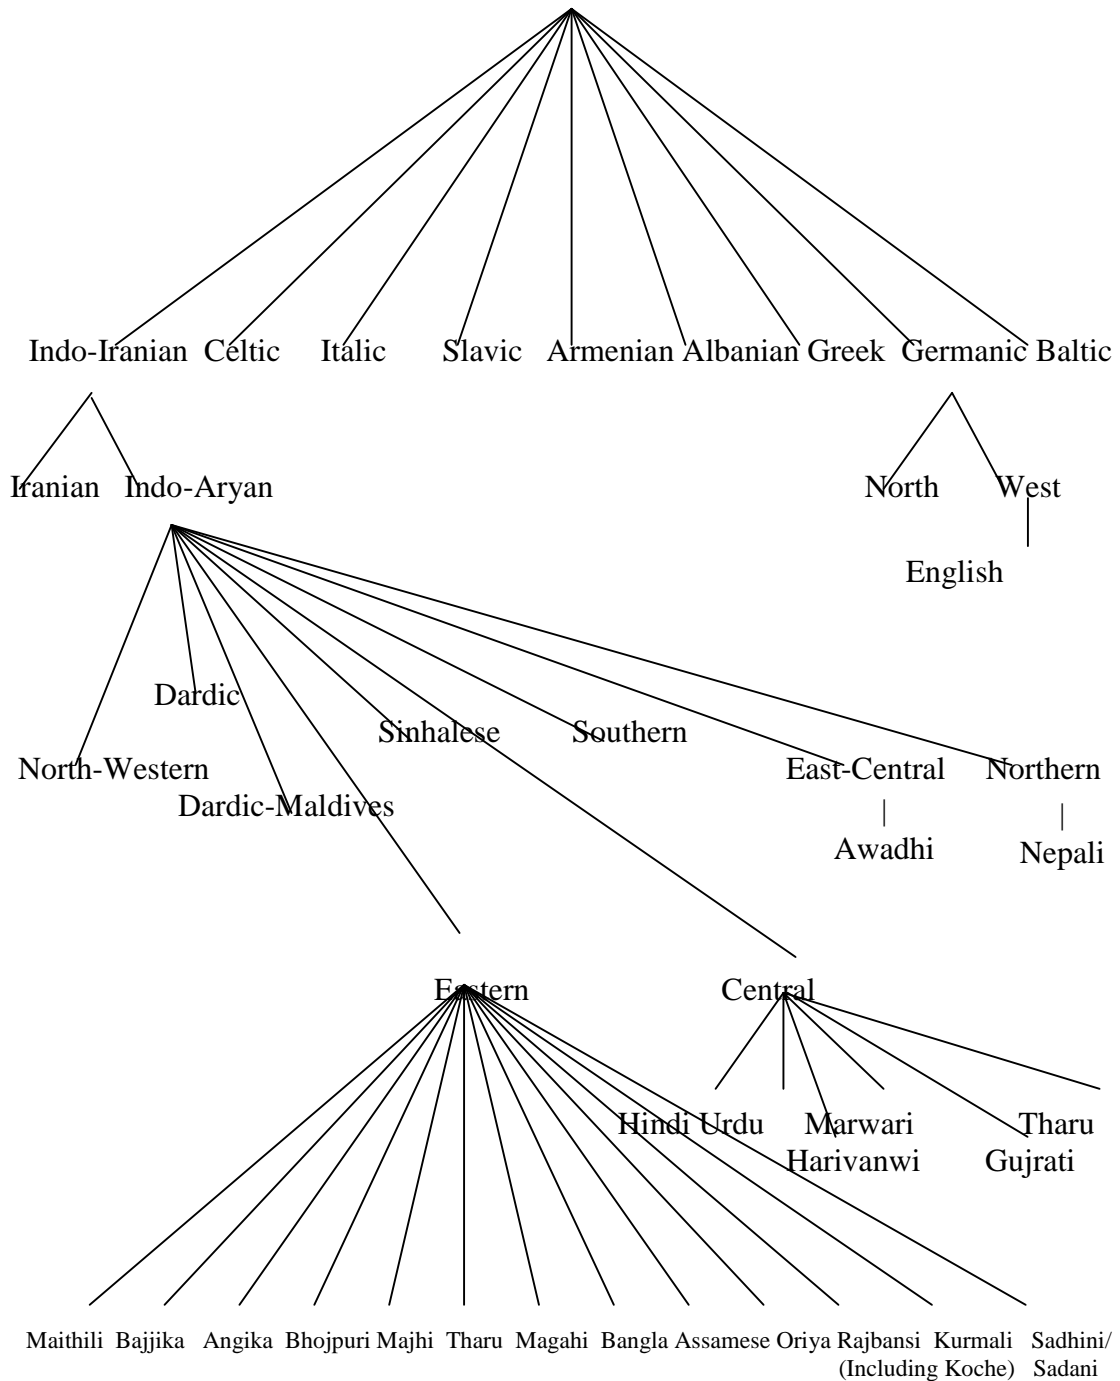 Indo-Iranian Celtic Italic Slavic Armenian Albanian Greek Germanic Baltic
Iranian Indo-Aryan North West
English
Dardic
Sinhalese Southern
North-Western East-Central Northern
Dardic-Maldives
Awadhi Nepali
Eastern Central
Hindi Urdu Marwari Tharu
Harivanwi Gujrati
Maithili Bajjika Angika Bhojpuri Majhi Tharu Magahi Bangla Assamese Oriya Rajbansi Kurmali Sadhini/
(Including Koche) Sadani